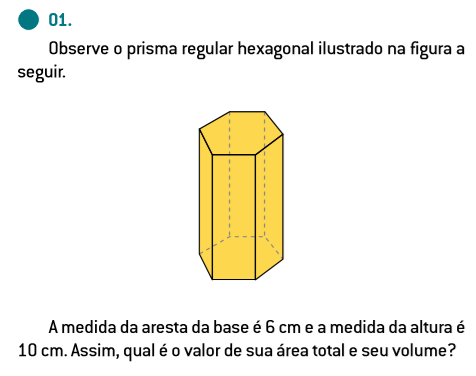 01.
Observe o prisma regular hexagonal ilustrado na figura a
seguir.
A medida da aresta da base é 6 cm e a medida da altura é
10 cm. Assim, qual é o valor de sua área total e seu volume?